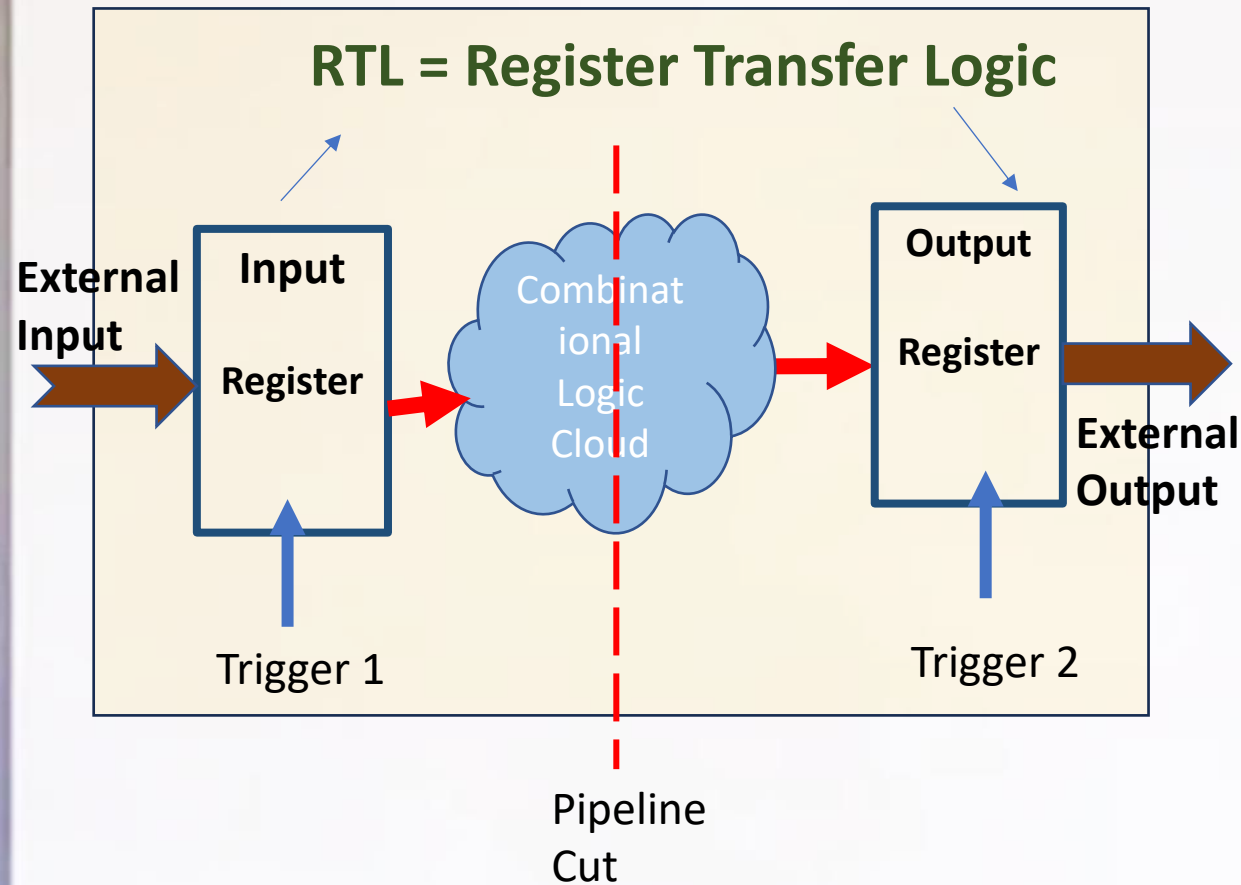 RTL = Register Transfer Logic
External
Input
Input
Register
Combinat
ional
Logic
Cloud
Output
Register
External
Output
Trigger 1
Trigger 2
Pipeline
Cut